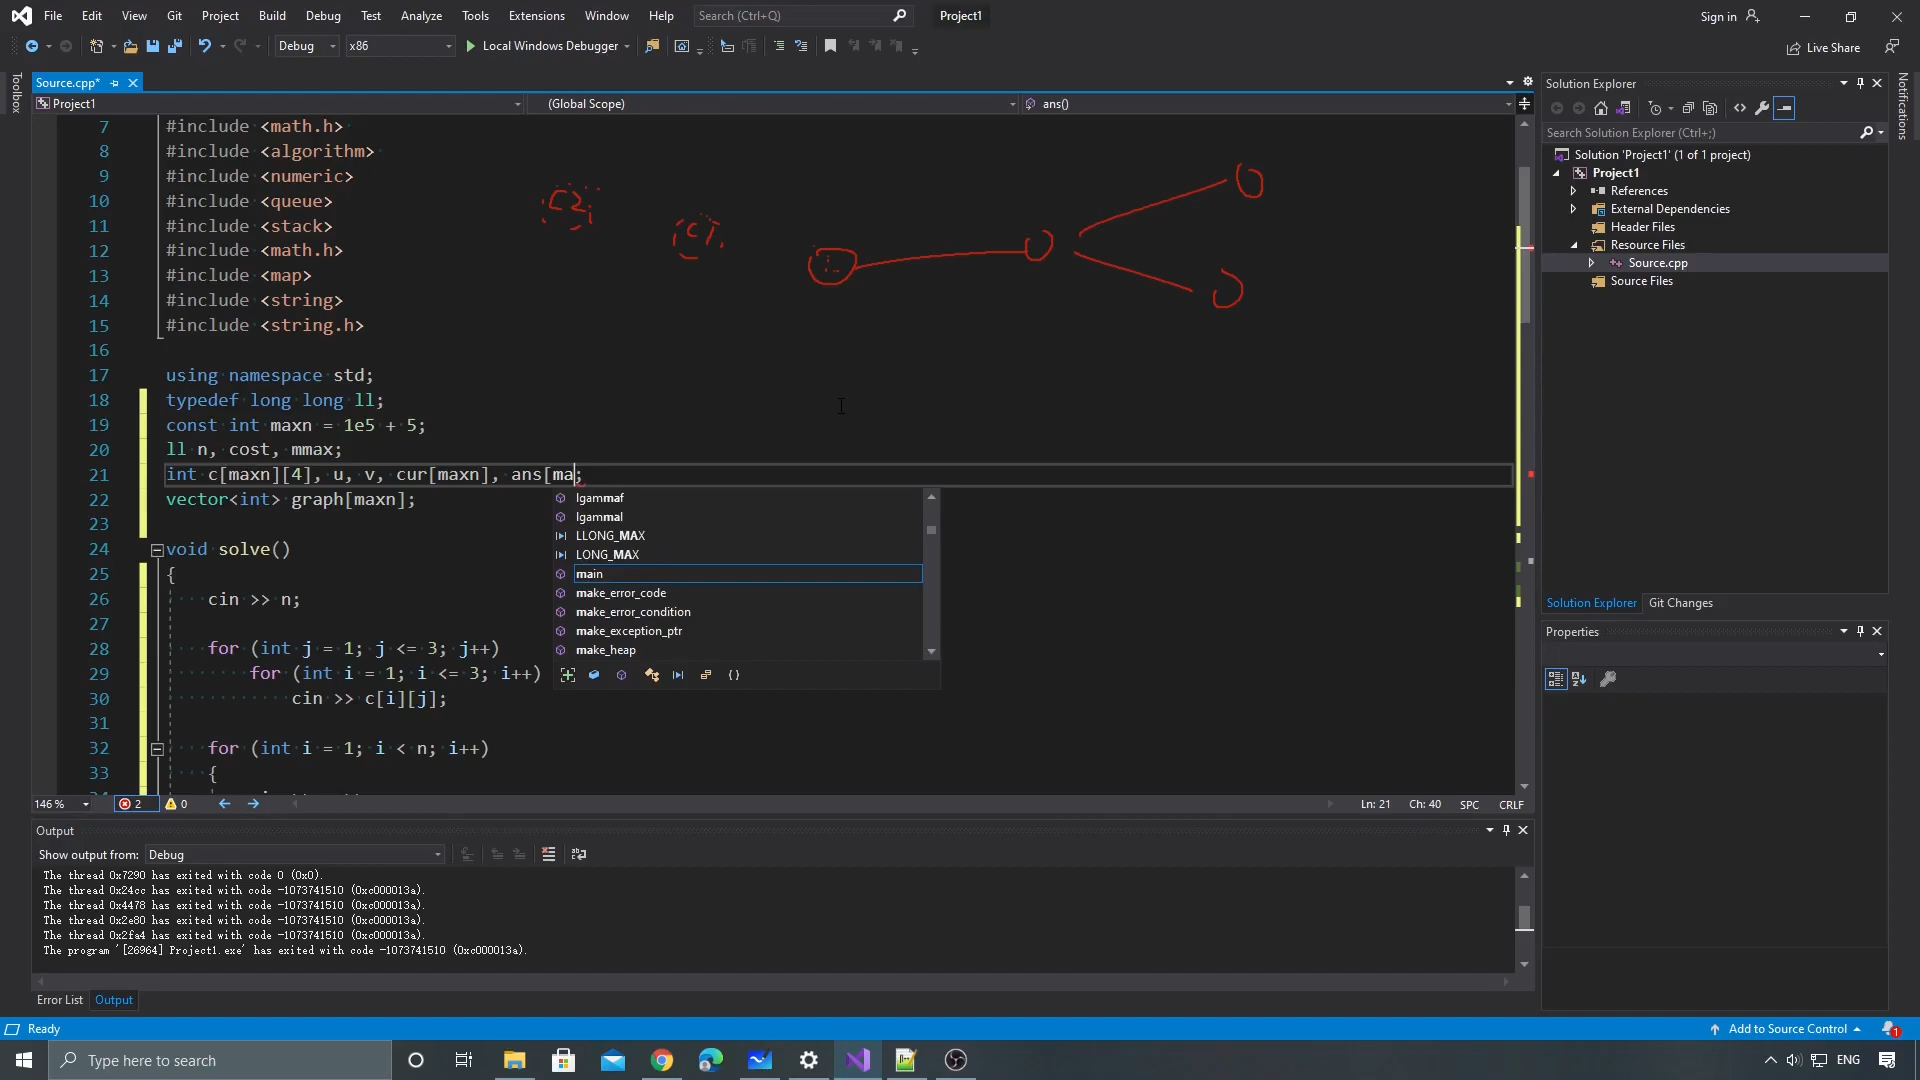 File Edit View Git Project Build Debug Test Analyze Tools Extensions Window Help Search (Ctrl+Q) Project1 Sign in
Debug x86 Local Windows Debugger Live Share
Toolbox
Source.cpp*
Project1 (Global Scope) ans()
7 #include <math.h>
8 #include <algorithm>
9 #include <numeric>
10 #include <queue>
11 #include <stack>
12 #include <math.h>
13 #include <map>
14 #include <string>
15 #include <string.h>
16
17 using namespace std;
18 typedef long long ll;
19 const int maxn = 1e5 + 5;
20 ll n, cost, mmax;
21 int c[maxn][4], u, v, cur[maxn], ans[ma;
22 vector<int> graph[maxn];
23
24 void solve()
25 {
26 cin >> n;
27
28 for (int j = 1; j <= 3; j++)
29 for (int i = 1; i <= 3; i++)
30 cin >> c[i][j];
31
32 for (int i = 1; i < n; i++)
33 {
C2
C1
lgammaf
lgammal
LLONG_MAX
LONG_MAX
main
make_error_code
make_error_condition
make_exception_ptr
make_heap
146 % 2 0 Ln: 21 Ch: 40 SPC CRLF
Output
Show output from: Debug
The thread 0x7290 has exited with code 0 (0x0).
The thread 0x24cc has exited with code -1073741510 (0xc000013a).
The thread 0x4478 has exited with code -1073741510 (0xc000013a).
The thread 0x2e80 has exited with code -1073741510 (0xc000013a).
The thread 0x2fa4 has exited with code -1073741510 (0xc000013a).
The program '[26964] Project1.exe' has exited with code -1073741510 (0xc000013a).
Error List Output
Solution Explorer
Search Solution Explorer (Ctrl+;)
Solution 'Project1' (1 of 1 project)
Project1
References
External Dependencies
Header Files
Resource Files
Source.cpp
Source Files
Solution Explorer Git Changes
Properties
Notifications
Ready Add to Source Control 1
Type here to search ENG